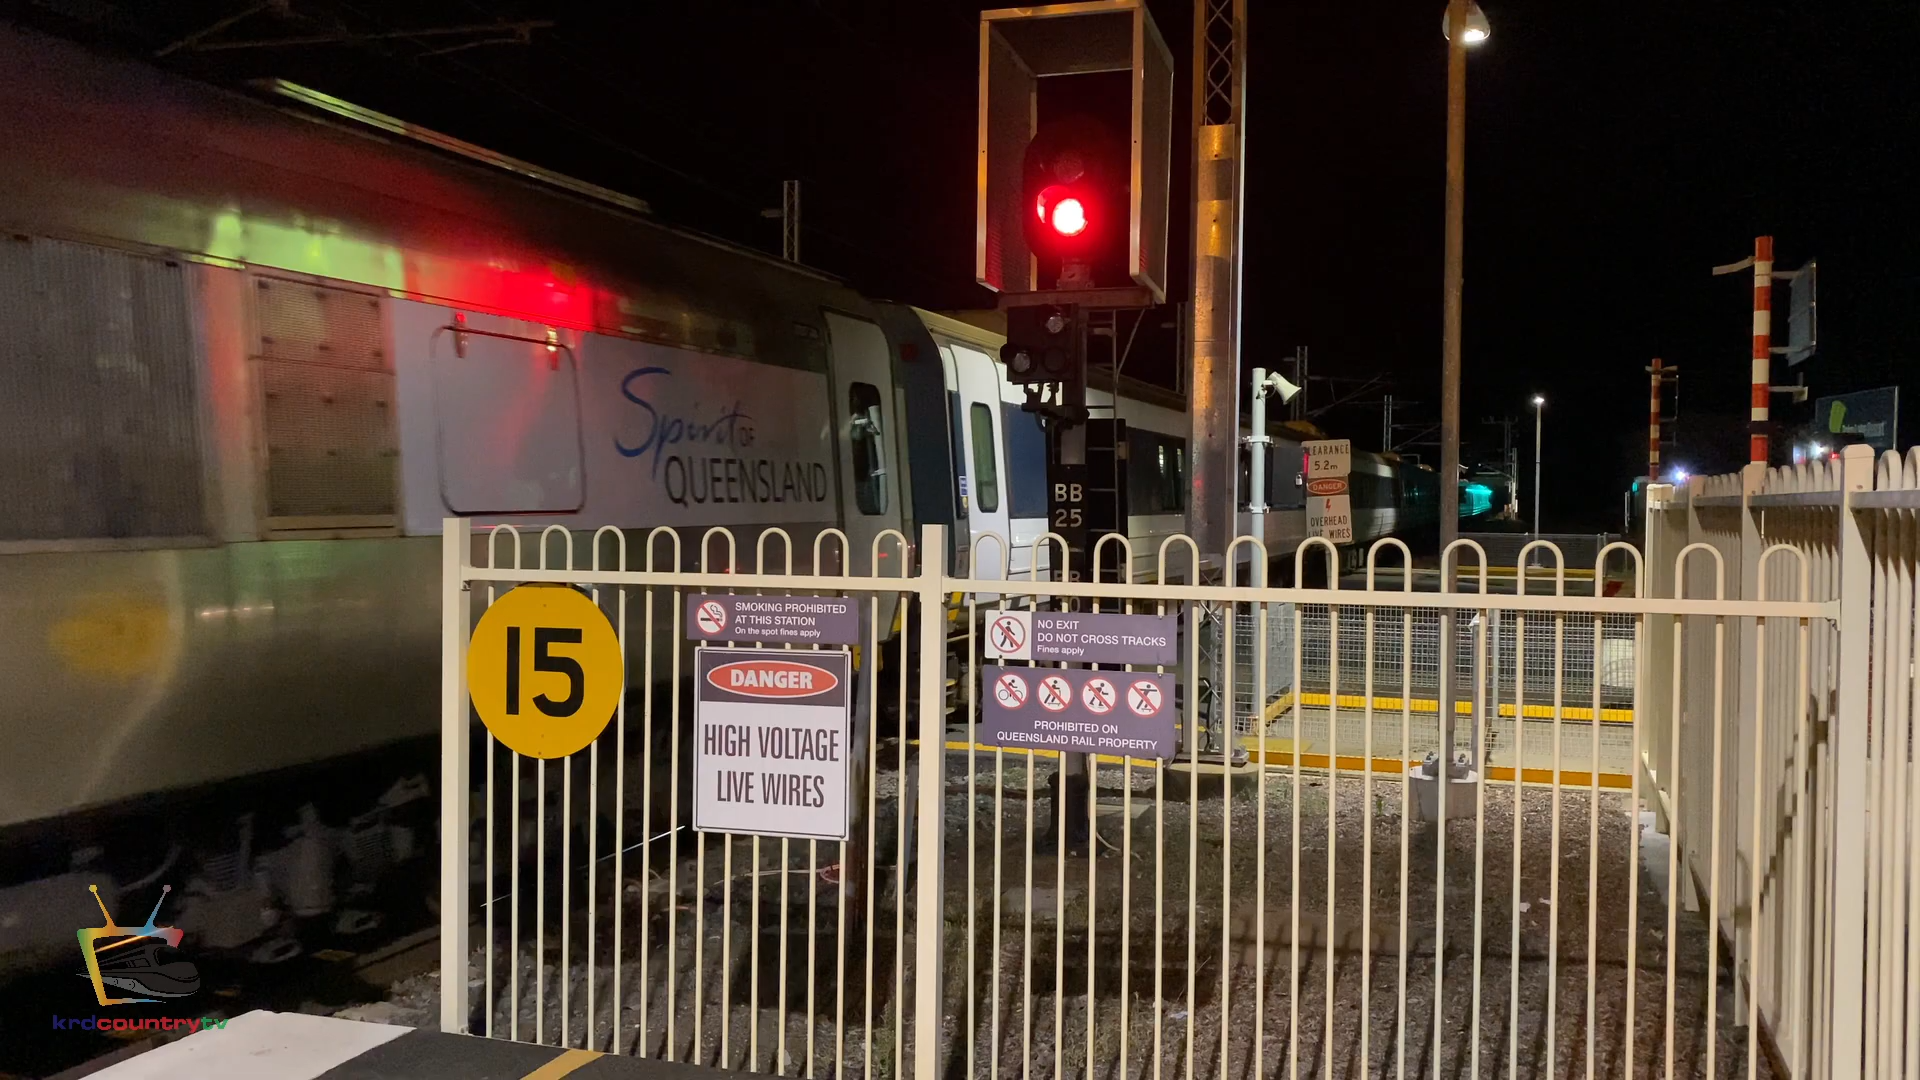 Spirit OF
QUEENSLAND
BB
25
CLEARANCE
5.2m
DANGER
OVERHEAD
LIVE WIRES
15
SMOKING PROHIBITED
AT THIS STATION
On the spot fines apply
DANGER
HIGH VOLTAGE
LIVE WIRES
NO EXIT
DO NOT CROSS TRACKS
Fines apply
PROHIBITED ON
QUEENSLAND RAIL PROPERTY
krdcountrytv